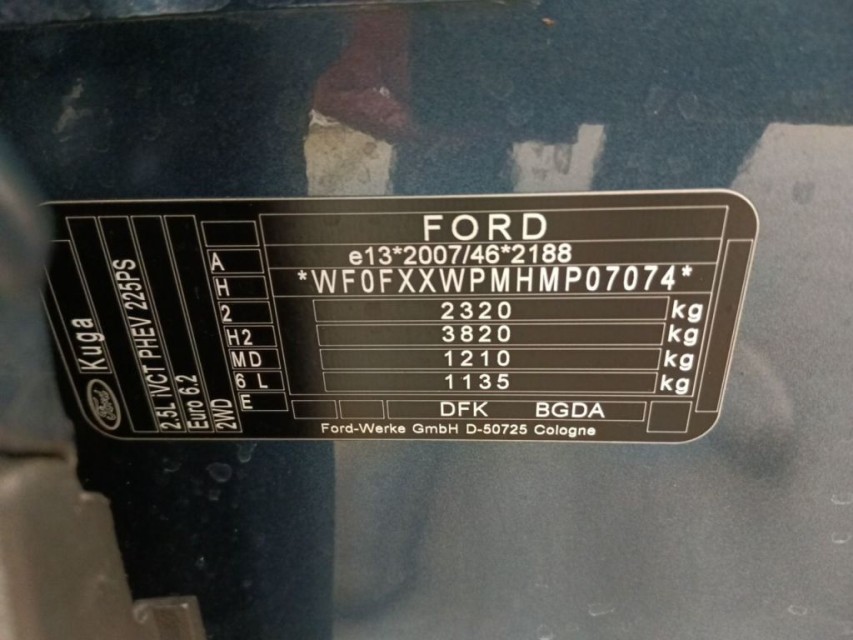 FORD
e13*2007/46*2188
*WF0FXXWPMHMP07074*
2320 kg
3820 kg
1210 kg
1135 kg
DFK BGDA
Ford-Werke GmbH D-50725 Cologne
A
H
2
H2
MD
6 L
E
Ford
Kuga
2.5L iVCT PHEV 225PS
Euro 6.2
2WD